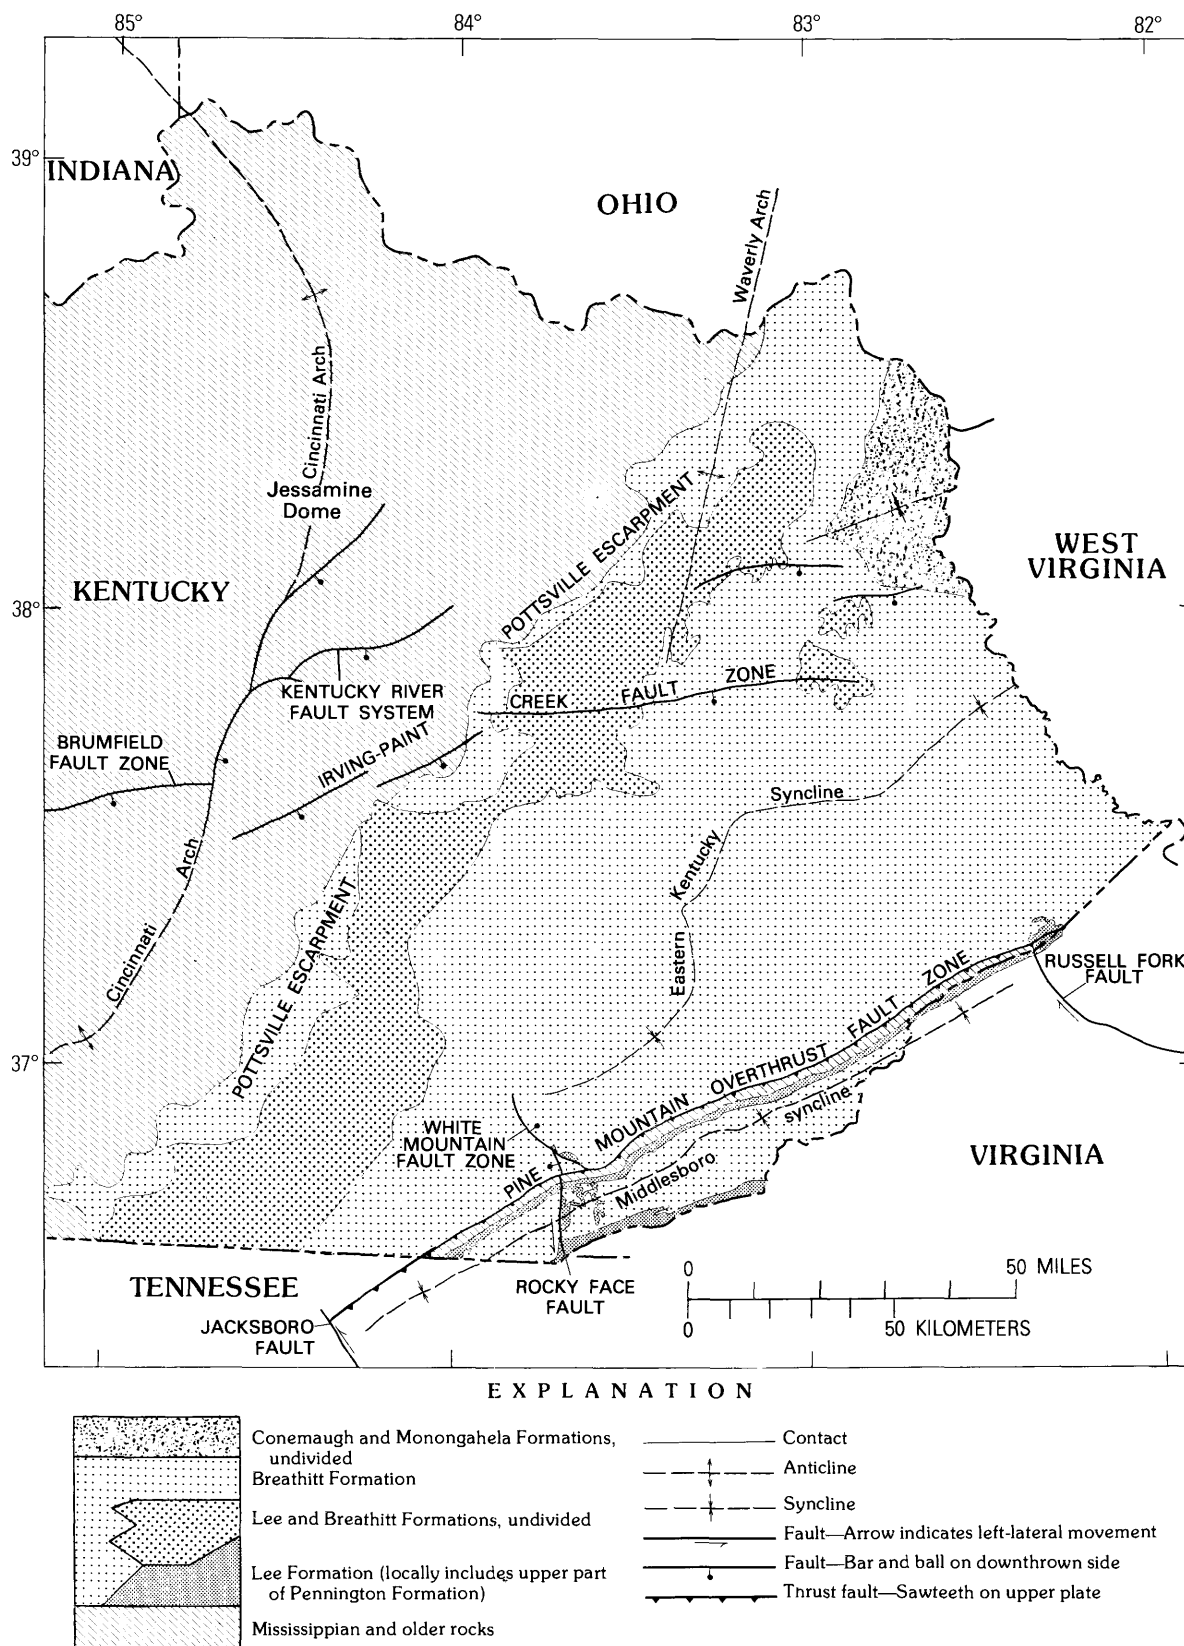 85°
84°
83°
82°
39°
INDIANA
OHIO
Waverly Arch
Cincinnati Arch
Jessamine
Dome
POTTSVILLE ESCARPMENT
WEST
VIRGINIA
KENTUCKY
38°
KENTUCKY RIVER
FAULT SYSTEM
CREEK FAULT ZONE
BRUMFIELD
FAULT ZONE
IRVING-PAINT
Syncline
Kentucky
Eastern
Cincinnati Arch
POTTSVILLE ESCARPMENT
RUSSELL FORK
FAULT
37°
PINE MOUNTAIN OVERTHRUST FAULT ZONE
WHITE
MOUNTAIN
FAULT ZONE
Middlesboro syncline
VIRGINIA
TENNESSEE
ROCKY FACE
FAULT
JACKSBORO
FAULT
0 50 MILES
0 50 KILOMETERS
EXPLANATION
Conemaugh and Monongahela Formations,
undivided
Breathitt Formation
Lee and Breathitt Formations, undivided
Lee Formation (locally includes upper part
of Pennington Formation)
Mississippian and older rocks
Contact
Anticline
Syncline
Fault—Arrow indicates left-lateral movement
Fault—Bar and ball on downthrown side
Thrust fault—Sawteeth on upper plate